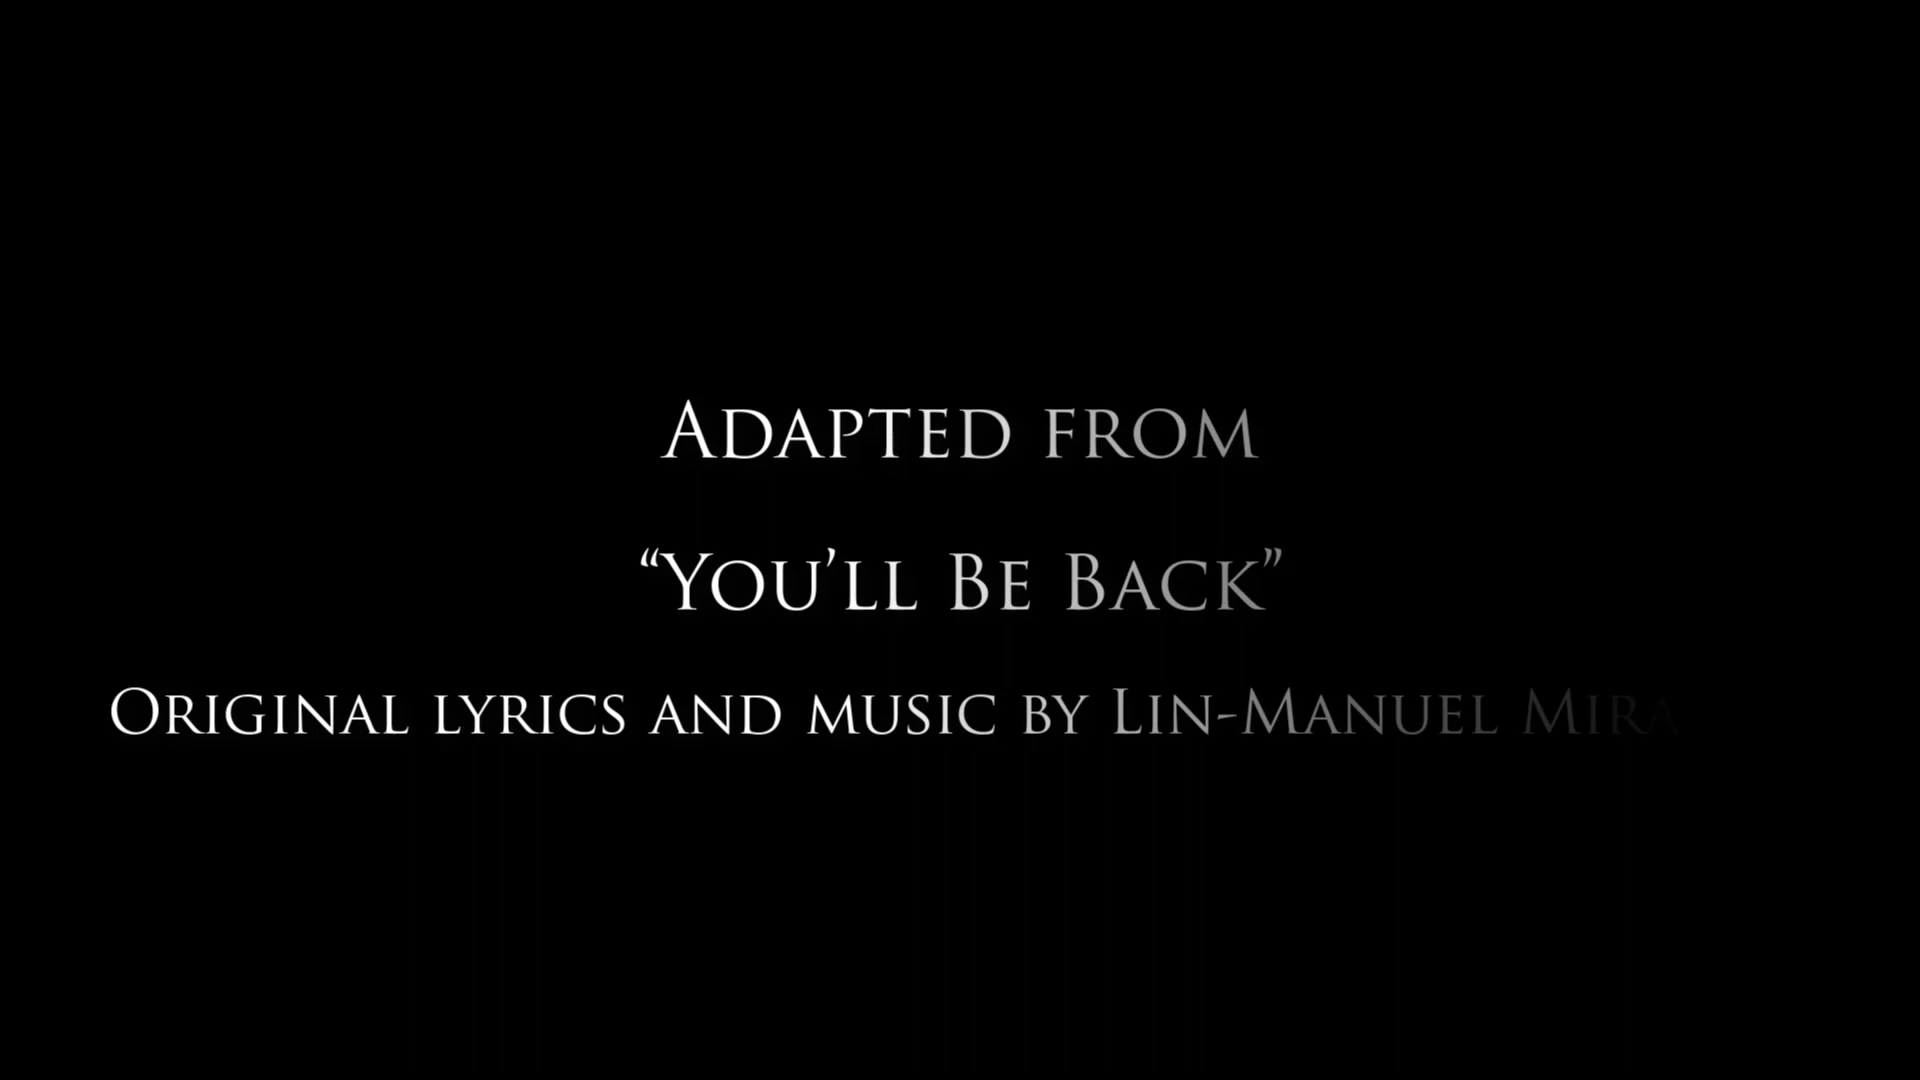 Adapted from
“You’ll Be Back”
Original lyrics and music by Lin-Manuel